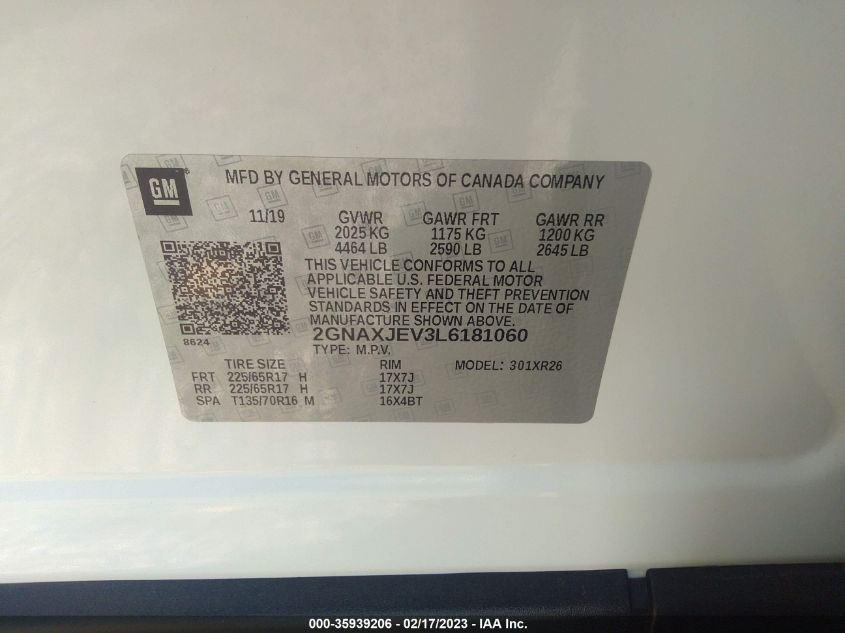 GM ® MFD BY GENERAL MOTORS OF CANADA COMPANY
11/19 GVWR GAWR FRT GAWR RR
2025 KG 1175 KG 1200 KG
4464 LB 2590 LB 2645 LB
THIS VEHICLE CONFORMS TO ALL
APPLICABLE U.S. FEDERAL MOTOR
VEHICLE SAFETY AND THEFT PREVENTION
STANDARDS IN EFFECT ON THE DATE OF
MANUFACTURE SHOWN ABOVE.
8624 2GNAXJEV3L6181060
TYPE: M.P.V.
TIRE SIZE RIM MODEL: 301XR26
FRT 225/65R17 H 17X7J
RR 225/65R17 H 17X7J
SPA T135/70R16 M 16X4BT
000-35939206 - 02/17/2023 - IAA Inc.